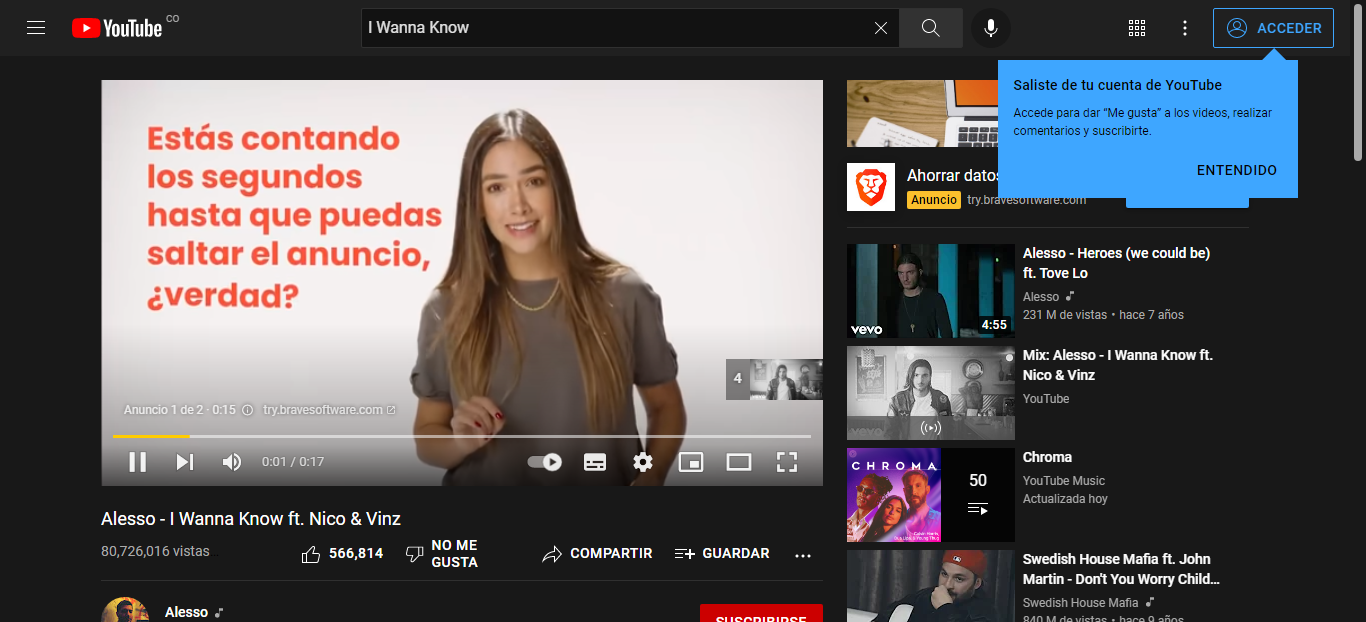 YouTube CO
I Wanna Know
ACCEDER
Saliste de tu cuenta de YouTube
Accede para dar “Me gusta” a los videos, realizar
comentarios y suscribirte.
ENTENDIDO
Estás contando
los segundos
hasta que puedas
saltar el anuncio,
¿verdad?
4
Anuncio 1 de 2 · 0:15 try.bravesoftware.com
0:01 / 0:17
Alesso - I Wanna Know ft. Nico & Vinz
80,726,016 vistas
566,814
NO ME
GUSTA
COMPARTIR
GUARDAR
Alesso
SUSCRIBIRSE
Ahorrar datos
Anuncio try.bravesoftware.com
vevo
4:55
Alesso - Heroes (we could be)
ft. Tove Lo
Alesso
231 M de vistas • hace 7 años
vevo
Mix: Alesso - I Wanna Know ft.
Nico & Vinz
YouTube
CHROMA
50
Chroma
YouTube Music
Actualizada hoy
Swedish House Mafia ft. John
Martin - Don't You Worry Child...
Swedish House Mafia
840 M de vistas • hace 9 años